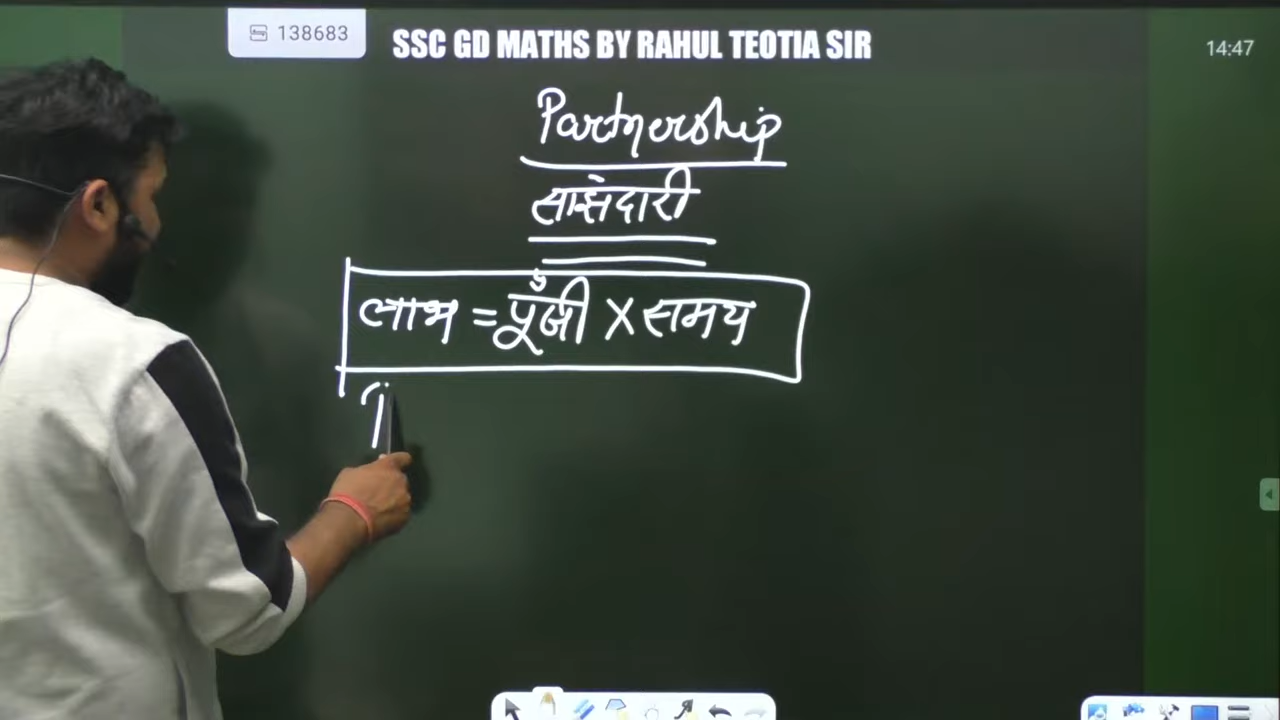 138683
SSC GD MATHS BY RAHUL TEOTIA SIR
14:47
Partnership
साझेदारी
लाभ = पूँजी × समय